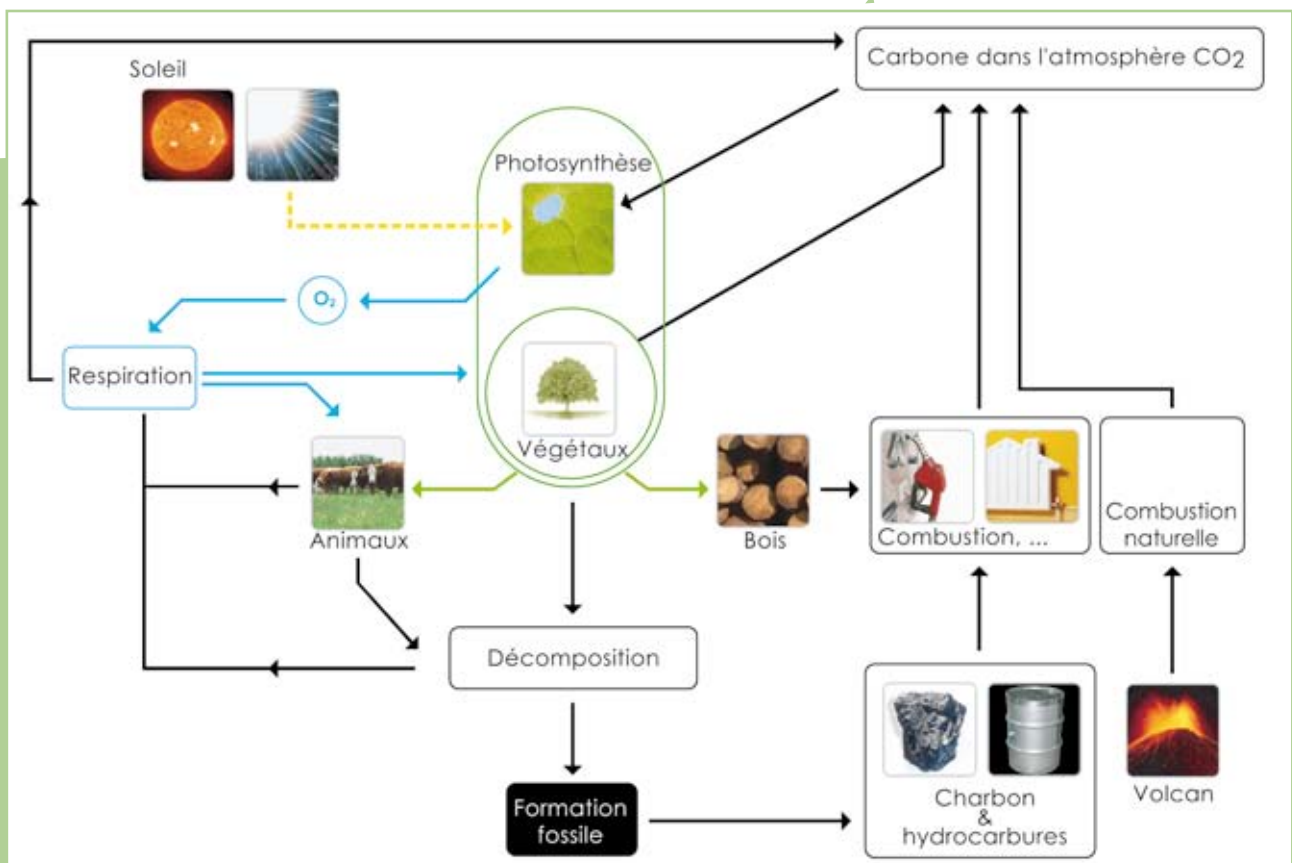 Soleil
Carbone dans l'atmosphère CO2
Photosynthèse
O2
Respiration
Végétaux
Animaux
Bois
Combustion, ...
Combustion
naturelle
Décomposition
Formation
fossile
Charbon
&
hydrocarbures
Volcan